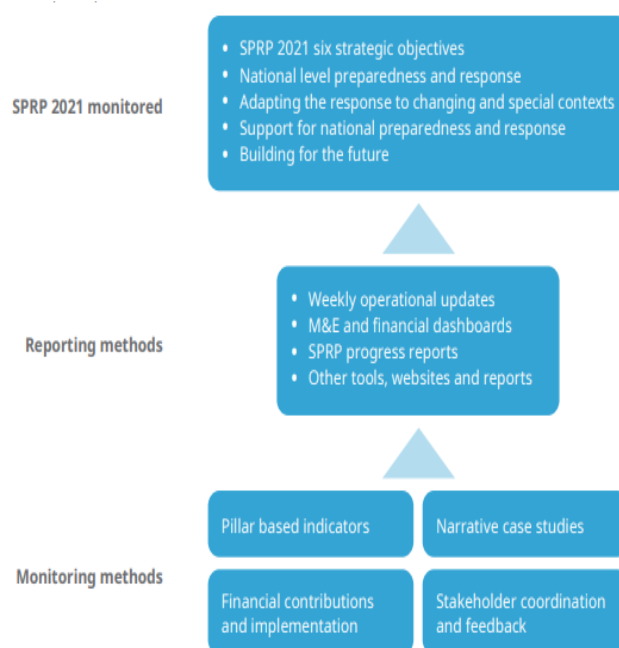 SPRP 2021 monitored
• SPRP 2021 six strategic objectives
• National level preparedness and response
• Adapting the response to changing and special contexts
• Support for national preparedness and response
• Building for the future
Reporting methods
• Weekly operational updates
• M&E and financial dashboards
• SPRP progress reports
• Other tools, websites and reports
Monitoring methods
Pillar based indicators
Narrative case studies
Financial contributions
and implementation
Stakeholder coordination
and feedback